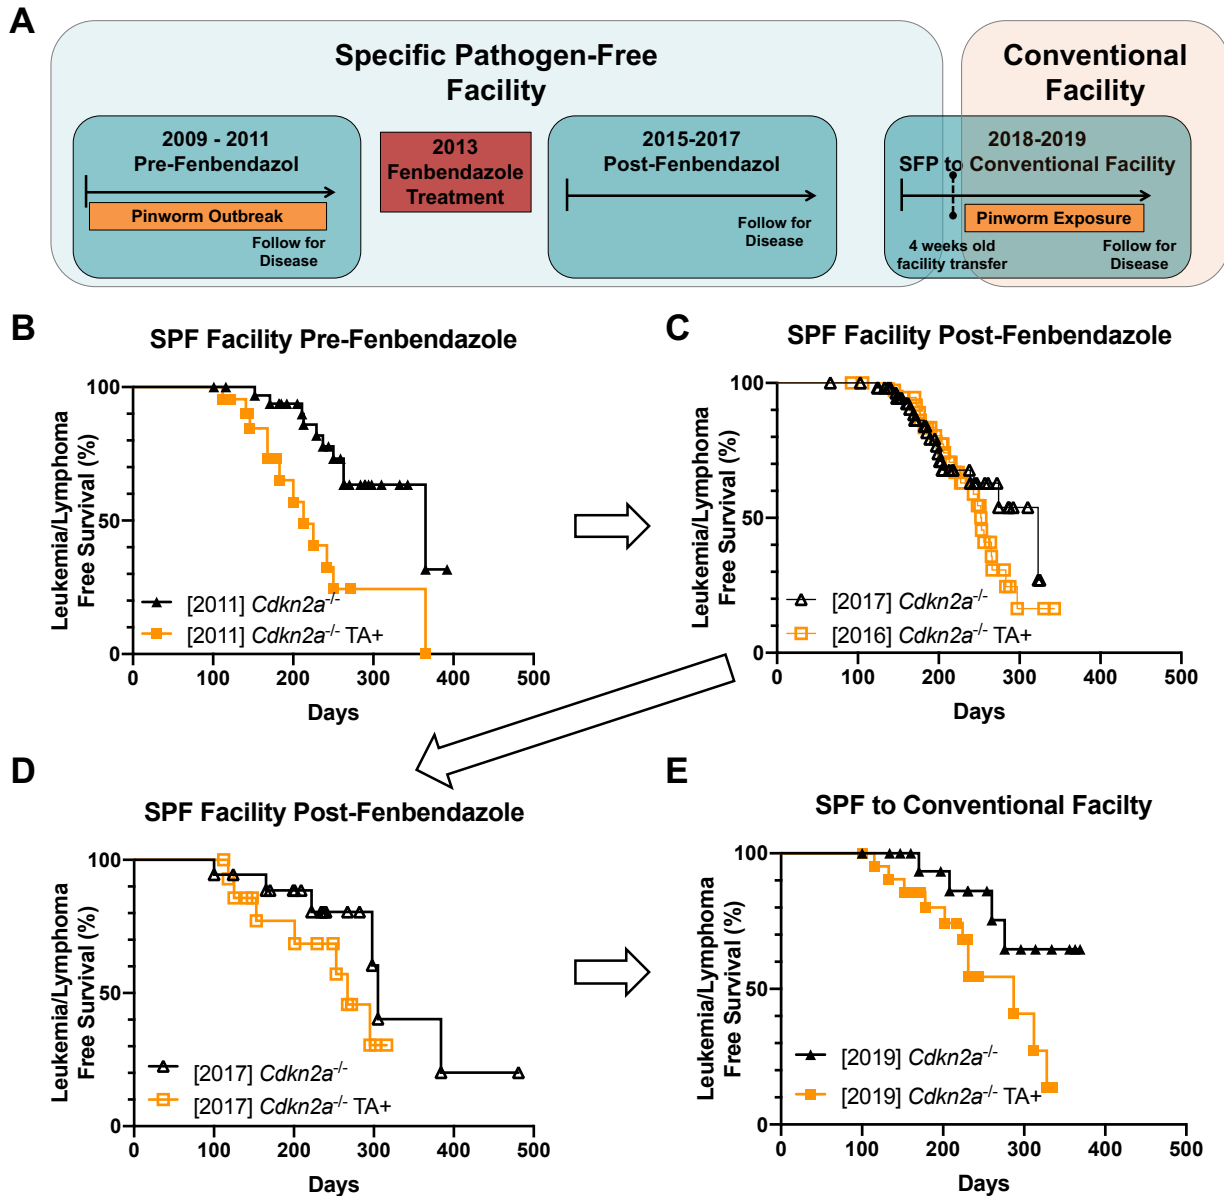 A
Specific Pathogen-Free
Facility
Conventional
Facility
2009 - 2011
Pre-Fenbendazol
Pinworm Outbreak
Follow for
Disease
2013
Fenbendazole
Treatment
2015-2017
Post-Fenbendazol
Follow for
Disease
2018-2019
SFP to Conventional Facility
Pinworm Exposure
4 weeks old
facility transfer
Follow for
Disease
B
SPF Facility Pre-Fenbendazole
Leukemia/Lymphoma
Free Survival (%)
100
50
0
[2011] Cdkn2a-/-
[2011] Cdkn2a-/- TA+
0 100 200 300 400 500
Days
C
SPF Facility Post-Fenbendazole
Leukemia/Lymphoma
Free Survival (%)
100
50
0
[2017] Cdkn2a-/-
[2016] Cdkn2a-/- TA+
0 100 200 300 400 500
Days
D
SPF Facility Post-Fenbendazole
Leukemia/Lymphoma
Free Survival (%)
100
50
0
[2017] Cdkn2a-/-
[2017] Cdkn2a-/- TA+
0 100 200 300 400 500
Days
E
SPF to Conventional Facilty
Leukemia/Lymphoma
Free Survival (%)
100
50
0
[2019] Cdkn2a-/-
[2019] Cdkn2a-/- TA+
0 100 200 300 400 500
Days